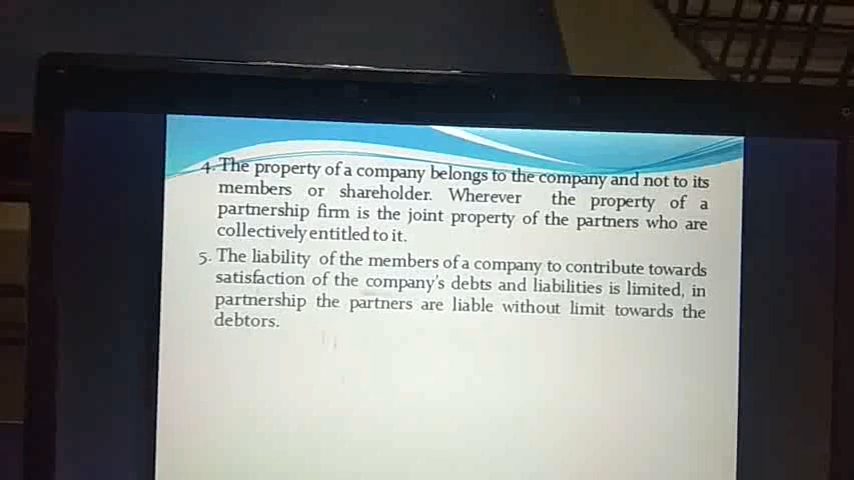 4. The property of a company belongs to the company and not to its
members or shareholder. Wherever the property of a
partnership firm is the joint property of the partners who are
collectively entitled to it.
5. The liability of the members of a company to contribute towards
satisfaction of the company's debts and liabilities is limited, in
partnership the partners are liable without limit towards the
debtors.